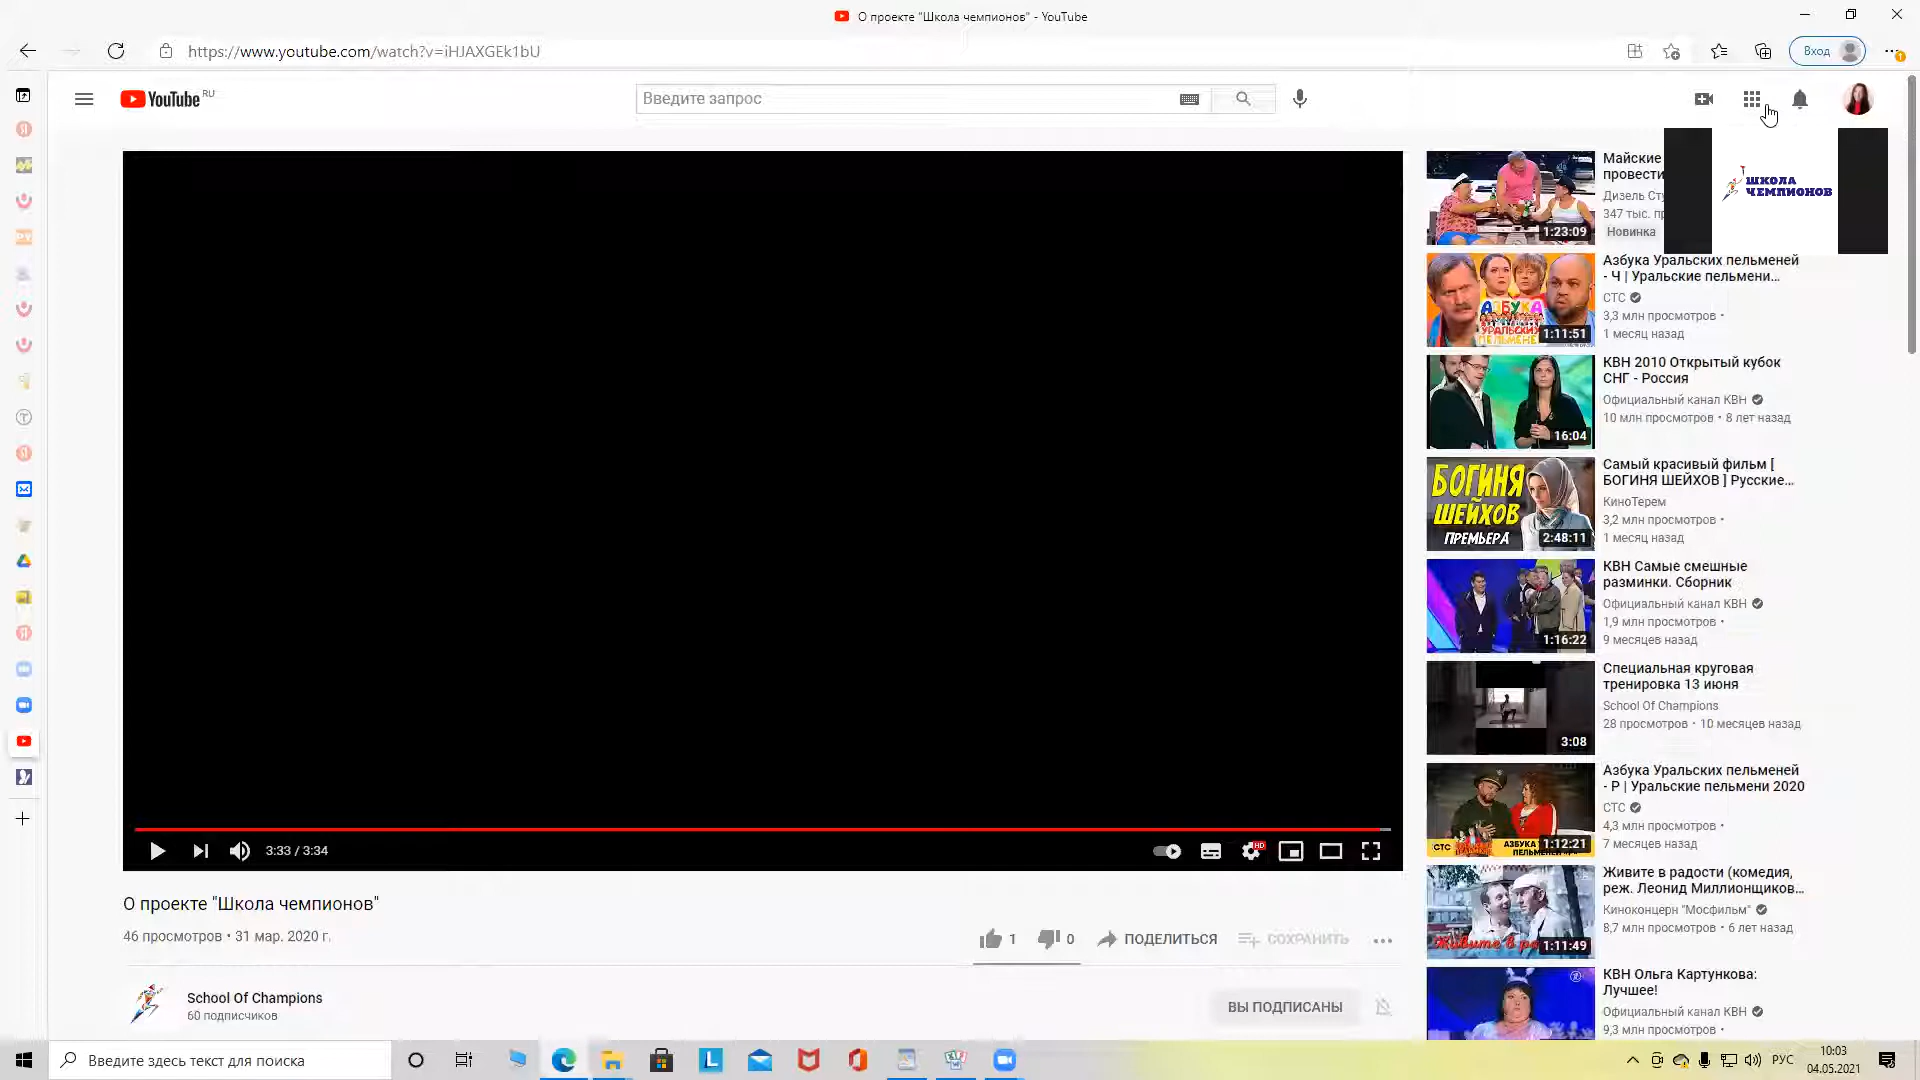 О проекте "Школа чемпионов" - YouTube
https://www.youtube.com/watch?v=iHJAXGEk1bU
Вход
YouTube RU
Введите запрос
ШКОЛА
ЧЕМПИОНОВ
Майские
провести
Дизель Сту
347 тыс. пр
Новинка
1:23:09
Азбука Уральских пельменей
- Ч | Уральские пельмени...
СТС
3,3 млн просмотров •
1 месяц назад
АЗБУКА
УРАЛЬСКИХ
ПЕЛЬМЕНЕЙ
1:11:51
КВН 2010 Открытый кубок
СНГ - Россия
Официальный канал КВН
10 млн просмотров • 8 лет назад
16:04
Самый красивый фильм [
БОГИНЯ ШЕЙХОВ ] Русские...
КиноТерем
3,2 млн просмотров •
1 месяц назад
БОГИНЯ
ШЕЙХОВ
ПРЕМЬЕРА
2:48:11
КВН Самые смешные
разминки. Сборник
Официальный канал КВН
1,9 млн просмотров •
9 месяцев назад
1:16:22
Специальная круговая
тренировка 13 июня
School Of Champions
28 просмотров • 10 месяцев назад
3:08
Азбука Уральских пельменей
- Р | Уральские пельмени 2020
СТС
4,3 млн просмотров •
7 месяцев назад
СТС
1:12:21
Живите в радости (комедия,
реж. Леонид Миллионщиков...
Киноконцерн "Мосфильм"
8,7 млн просмотров • 6 лет назад
Живите в ра
1:11:49
КВН Ольга Картункова:
Лучшее!
Официальный канал КВН
9,3 млн просмотров •
3:33 / 3:34
HD
О проекте "Школа чемпионов"
46 просмотров • 31 мар. 2020 г.
1
0
ПОДЕЛИТЬСЯ
СОХРАНИТЬ
School Of Champions
60 подписчиков
ВЫ ПОДПИСАНЫ
Введите здесь текст для поиска
РУС
10:03
04.05.2021